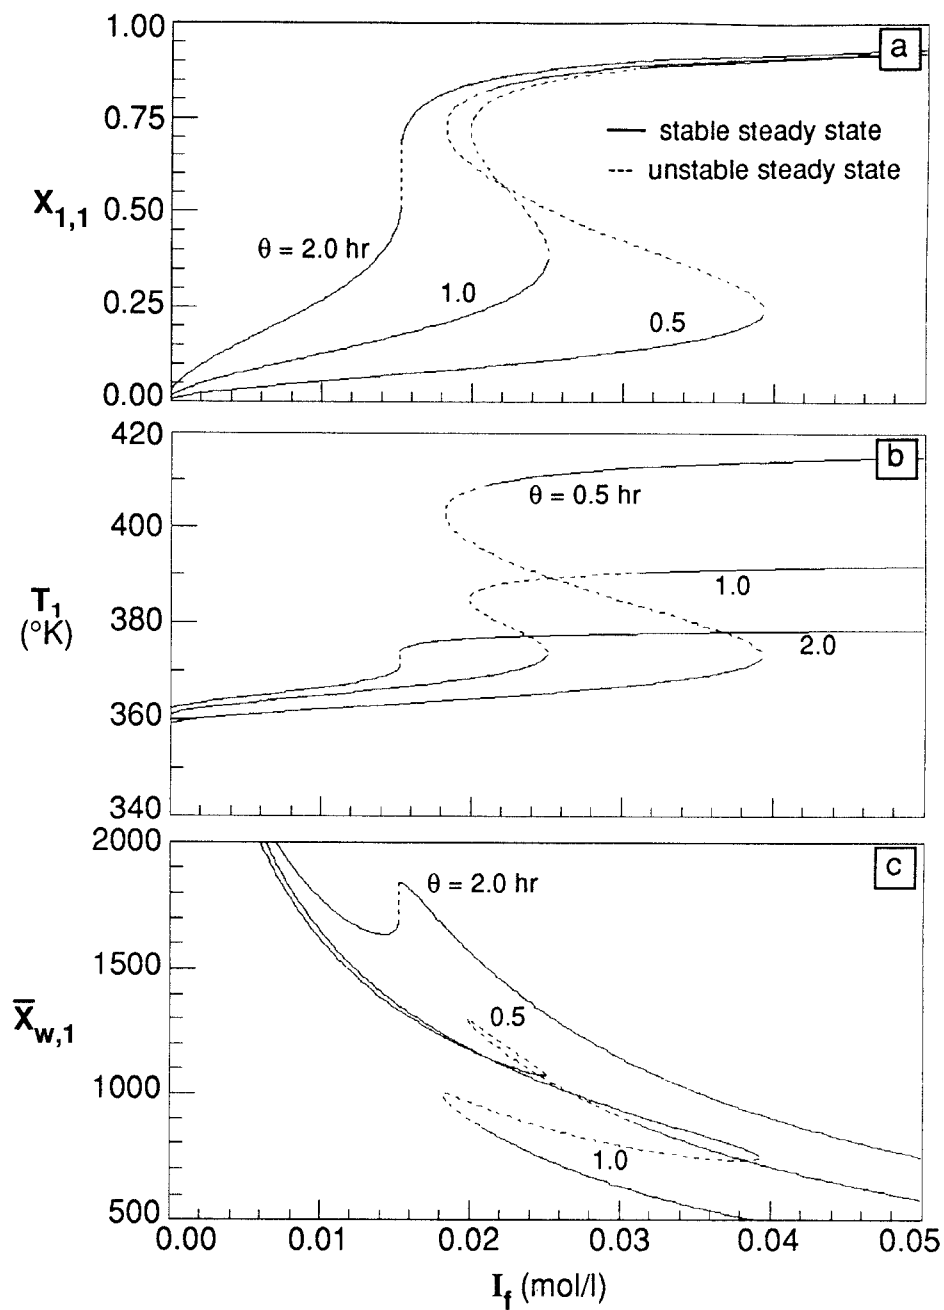 1.00
a
0.75
stable steady state
unstable steady state
X1,1
0.50
θ = 2.0 hr
1.0
0.25
0.5
0.00
420
b
θ = 0.5 hr
400
T1
(°K)
1.0
380
2.0
360
340
2000
c
θ = 2.0 hr
1500
X̄w,1
0.5
1000
1.0
500
0.00 0.01 0.02 0.03 0.04 0.05
If (mol/l)